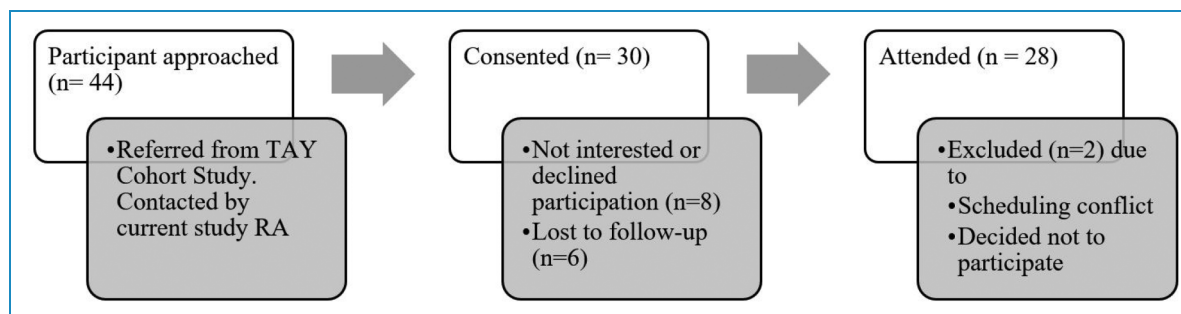 Participant approached
(n= 44)
•Referred from TAY
Cohort Study.
Contacted by
current study RA
Consented (n= 30)
•Not interested or
declined
participation (n=8)
•Lost to follow-up
(n=6)
Attended (n = 28)
•Excluded (n=2) due
to
•Scheduling conflict
•Decided not to
participate